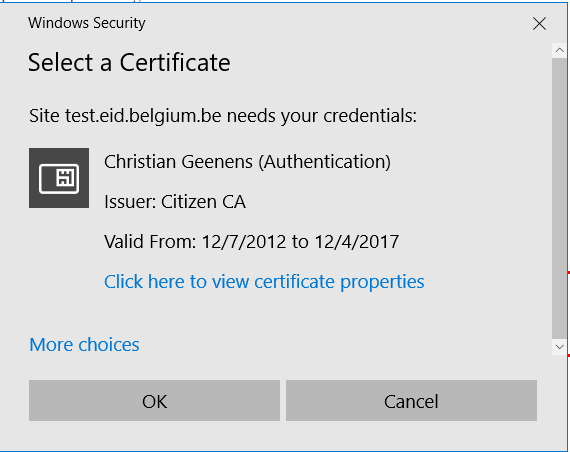 Windows Security
Select a Certificate
Site test.eid.belgium.be needs your credentials:
Christian Geenens (Authentication)
Issuer: Citizen CA
Valid From: 12/7/2012 to 12/4/2017
Click here to view certificate properties
More choices
OK
Cancel